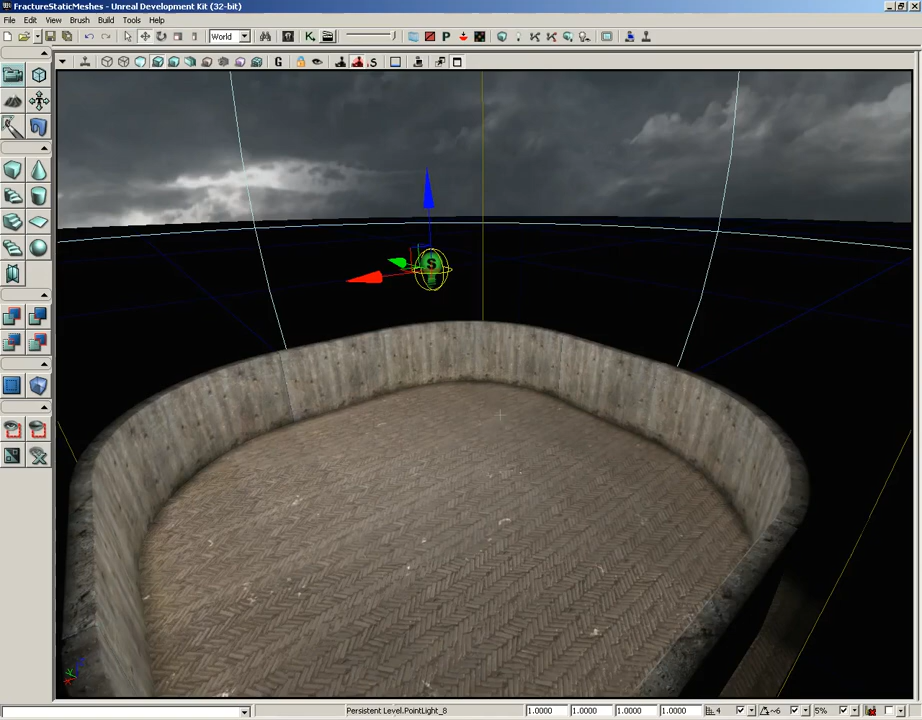 FractureStaticMeshes - Unreal Development Kit (32-bit)
File Edit View Brush Build Tools Help
World
P
K
G
S
S
Persistent Level.PointLight_8
1.0000 1.0000 1.0000 1.0000
4
~6
5%